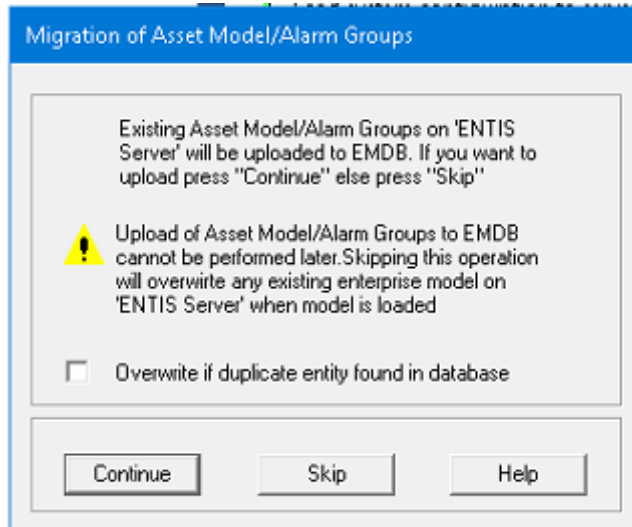 Migration of Asset Model/Alarm Groups
Existing Asset Model/Alarm Groups on 'ENTIS
Server' will be uploaded to EMDB. If you want to
upload press "Continue" else press "Skip"
Upload of Asset Model/Alarm Groups to EMDB
cannot be performed later.Skipping this operation
will overwirte any existing enterprise model on
'ENTIS Server' when model is loaded
Overwrite if duplicate entity found in database
Continue
Skip
Help